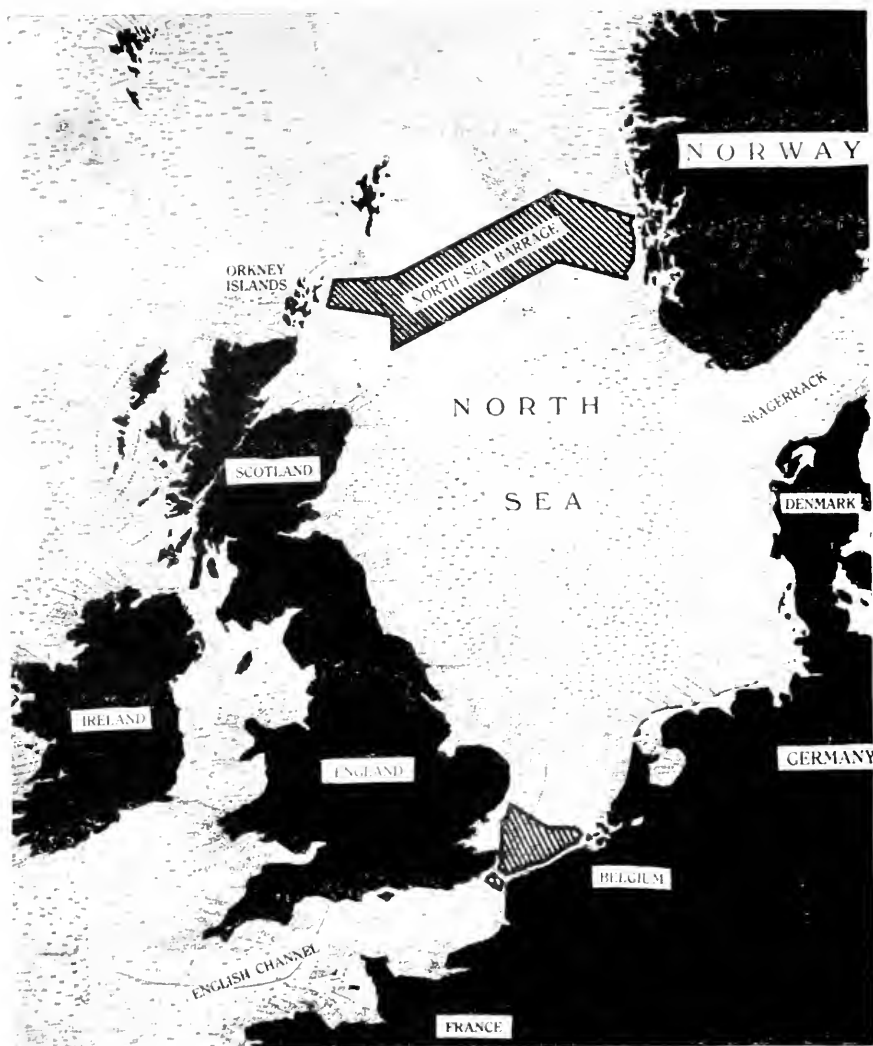 NORWAY
ORKNEY
ISLANDS
NORTH SEA BARRAGE
NORTH
SEA
SKAGERRACK
SCOTLAND
DENMARK
IRELAND
ENGLAND
GERMANY
BELGIUM
ENGLISH CHANNEL
FRANCE